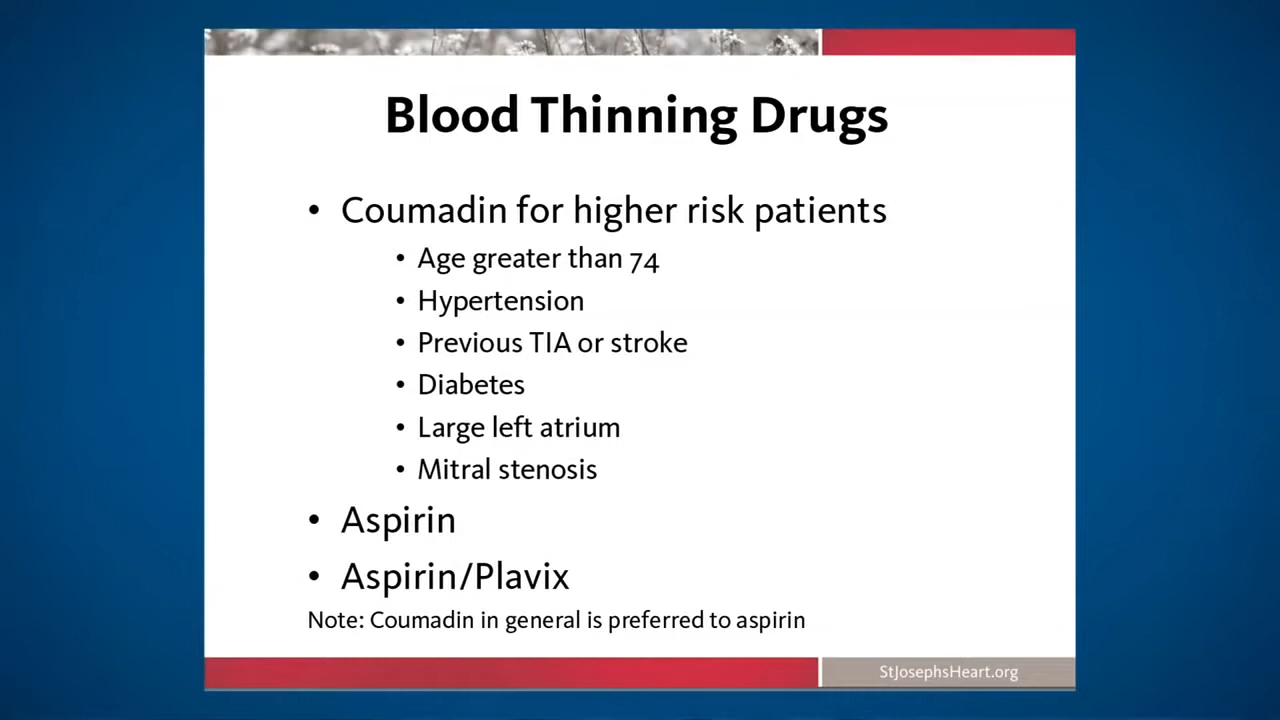 Blood Thinning Drugs
• Coumadin for higher risk patients
• Age greater than 74
• Hypertension
• Previous TIA or stroke
• Diabetes
• Large left atrium
• Mitral stenosis
• Aspirin
• Aspirin/Plavix
Note: Coumadin in general is preferred to aspirin
StJosephsHeart.org